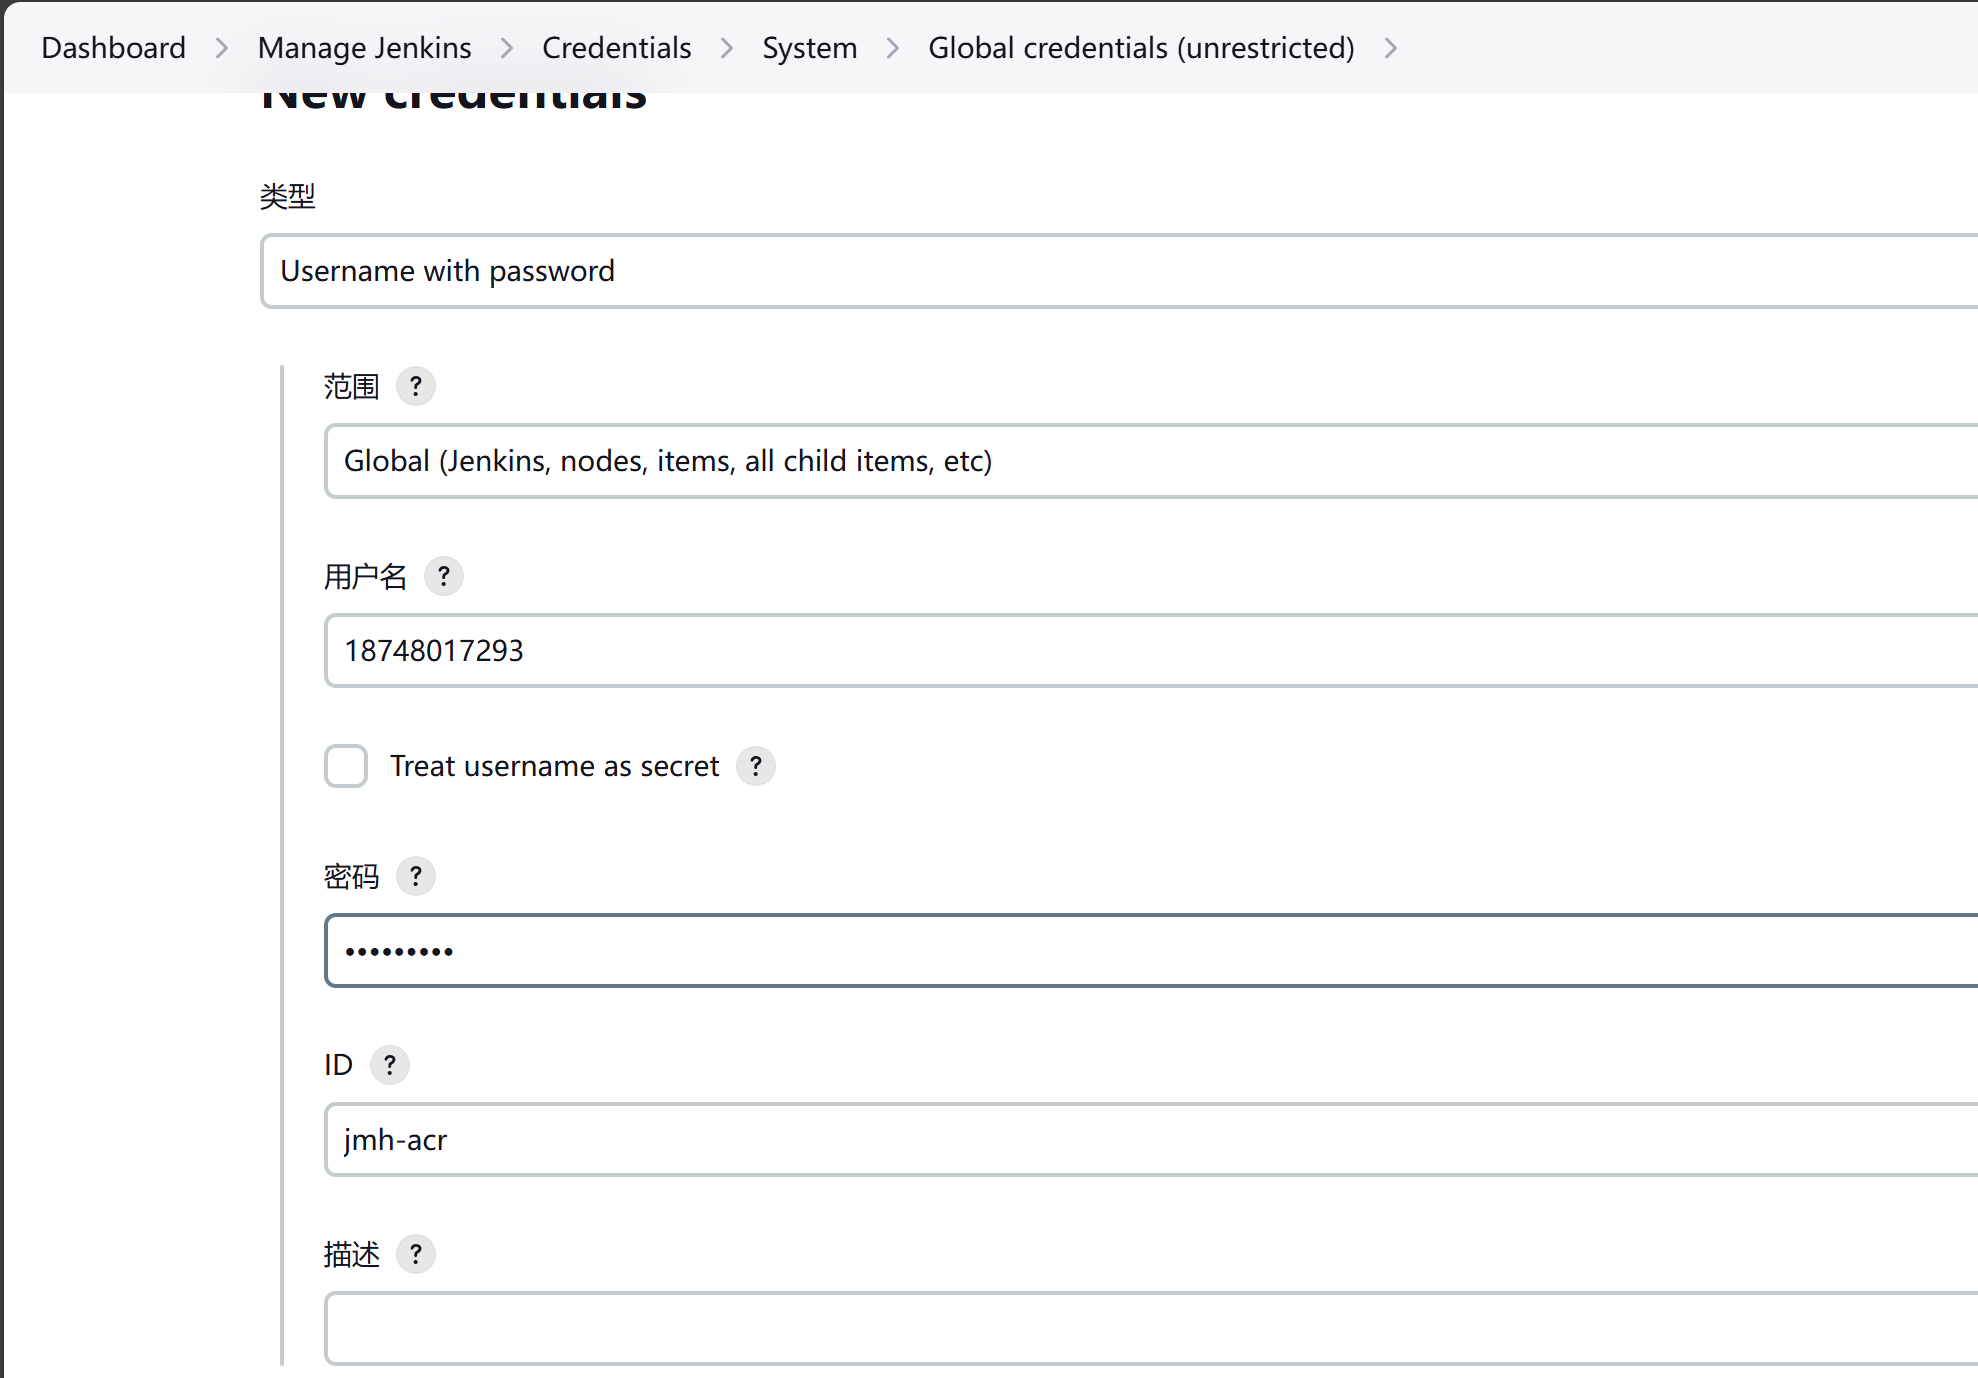 Dashboard > Manage Jenkins > Credentials > System > Global credentials (unrestricted) >
New credentials
类型
Username with password
范围 ?
Global (Jenkins, nodes, items, all child items, etc)
用户名 ?
18748017293
Treat username as secret ?
密码 ?
•••••••••
ID ?
jmh-acr
描述 ?